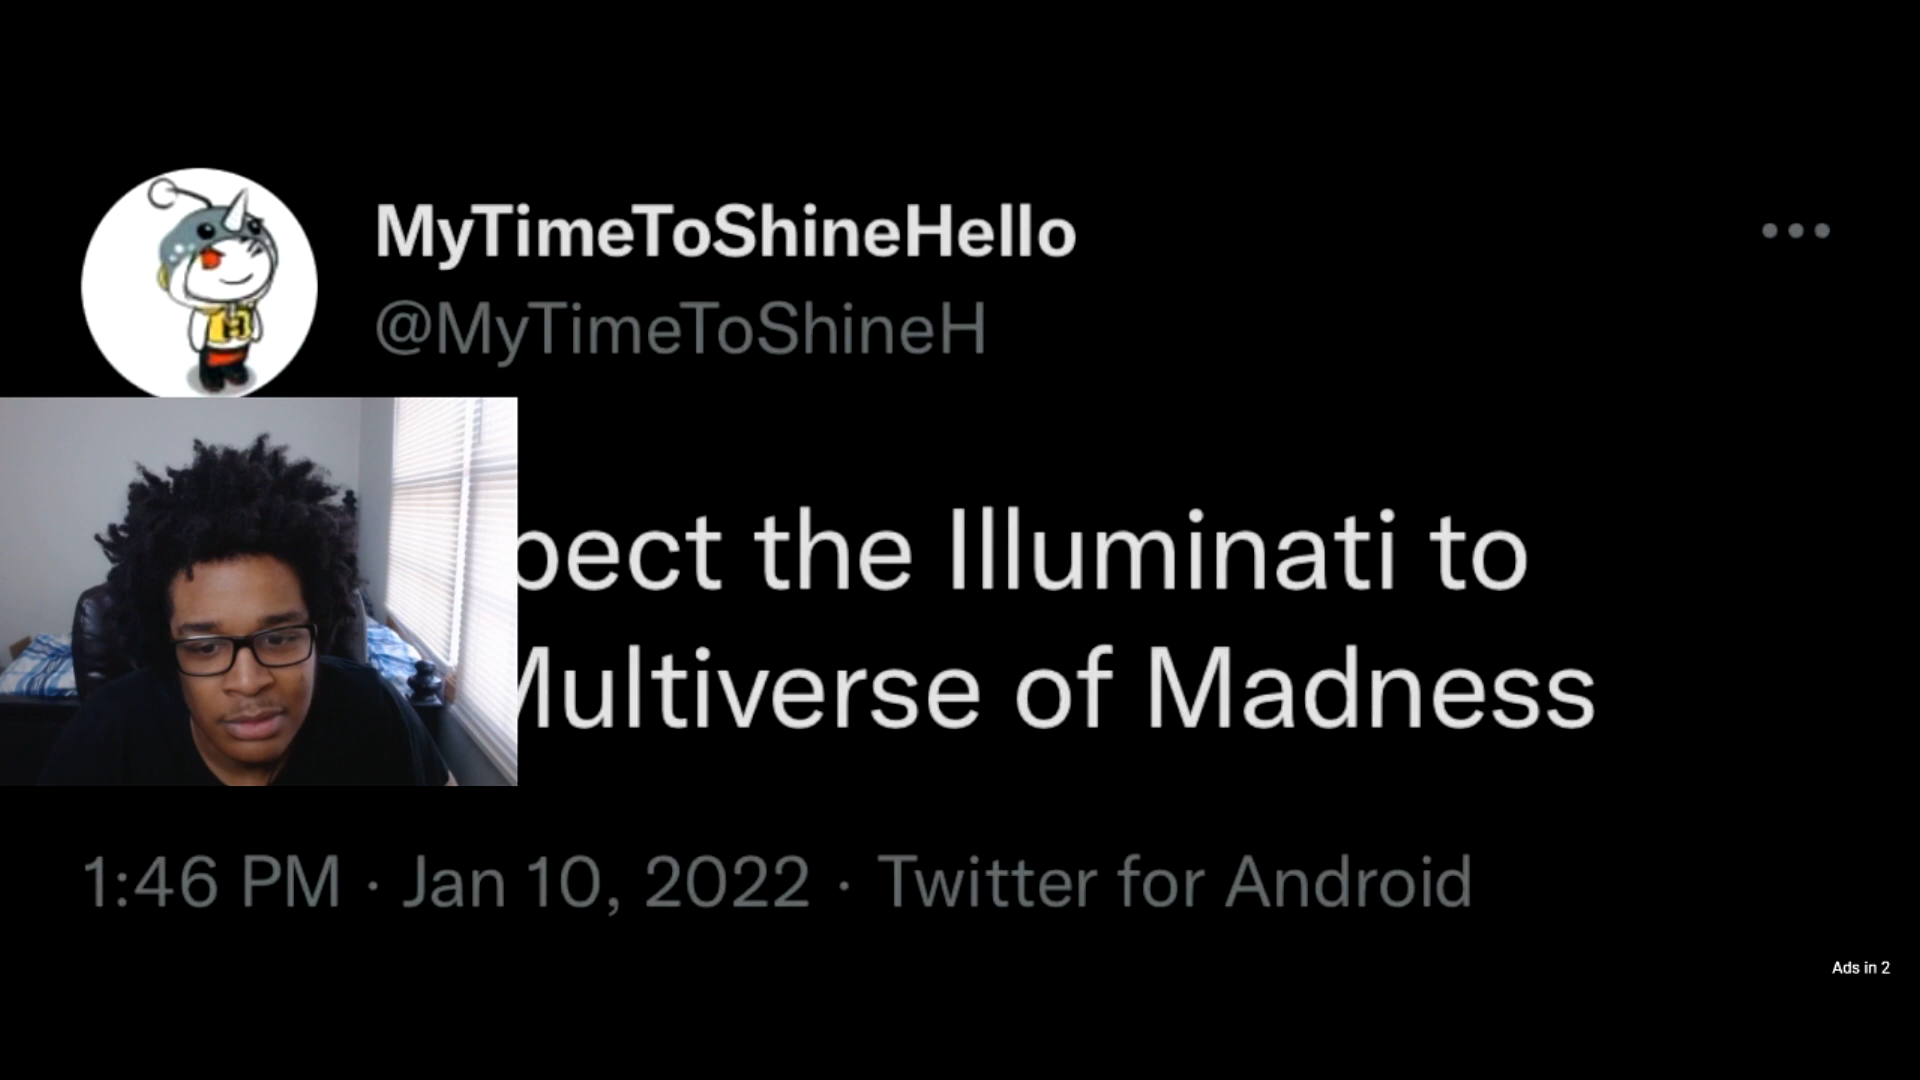 MyTimeToShineHello
@MyTimeToShineH
the Illuminati to
Multiverse of Madness
1:46 PM · Jan 10, 2022 · Twitter for Android
Ads in 2